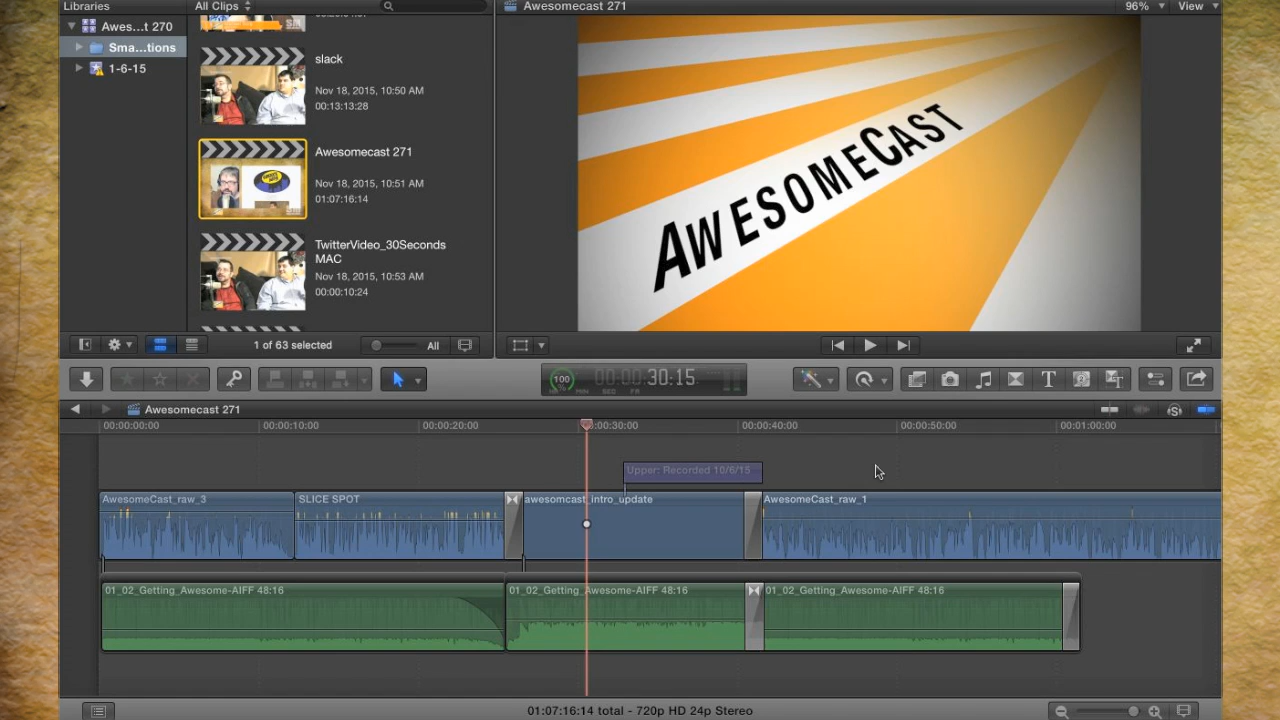 Libraries
All Clips
Awesomecast 271
96%
View
Awes...t 270
Sma...tions
1-6-15
slack
Nov 18, 2015, 10:50 AM
00:13:13:28
Awesomecast 271
Nov 18, 2015, 10:51 AM
01:07:16:14
TwitterVideo_30Seconds
MAC
Nov 18, 2015, 10:53 AM
00:00:10:24
AWESOMECAST
1 of 63 selected
All
100
00:00:00:30:15
HR MIN SEC FR
Awesomecast 271
00:00:00:00
00:00:10:00
00:00:20:00
00:00:30:00
00:00:40:00
00:00:50:00
00:01:00:00
Upper: Recorded 10/6/15
AwesomeCast_raw_3
SLICE SPOT
awesomcast_intro_update
AwesomeCast_raw_1
01_02_Getting_Awesome-AIFF 48:16
01_02_Getting_Awesome-AIFF 48:16
01_02_Getting_Awesome-AIFF 48:16
01:07:16:14 total - 720p HD 24p Stereo